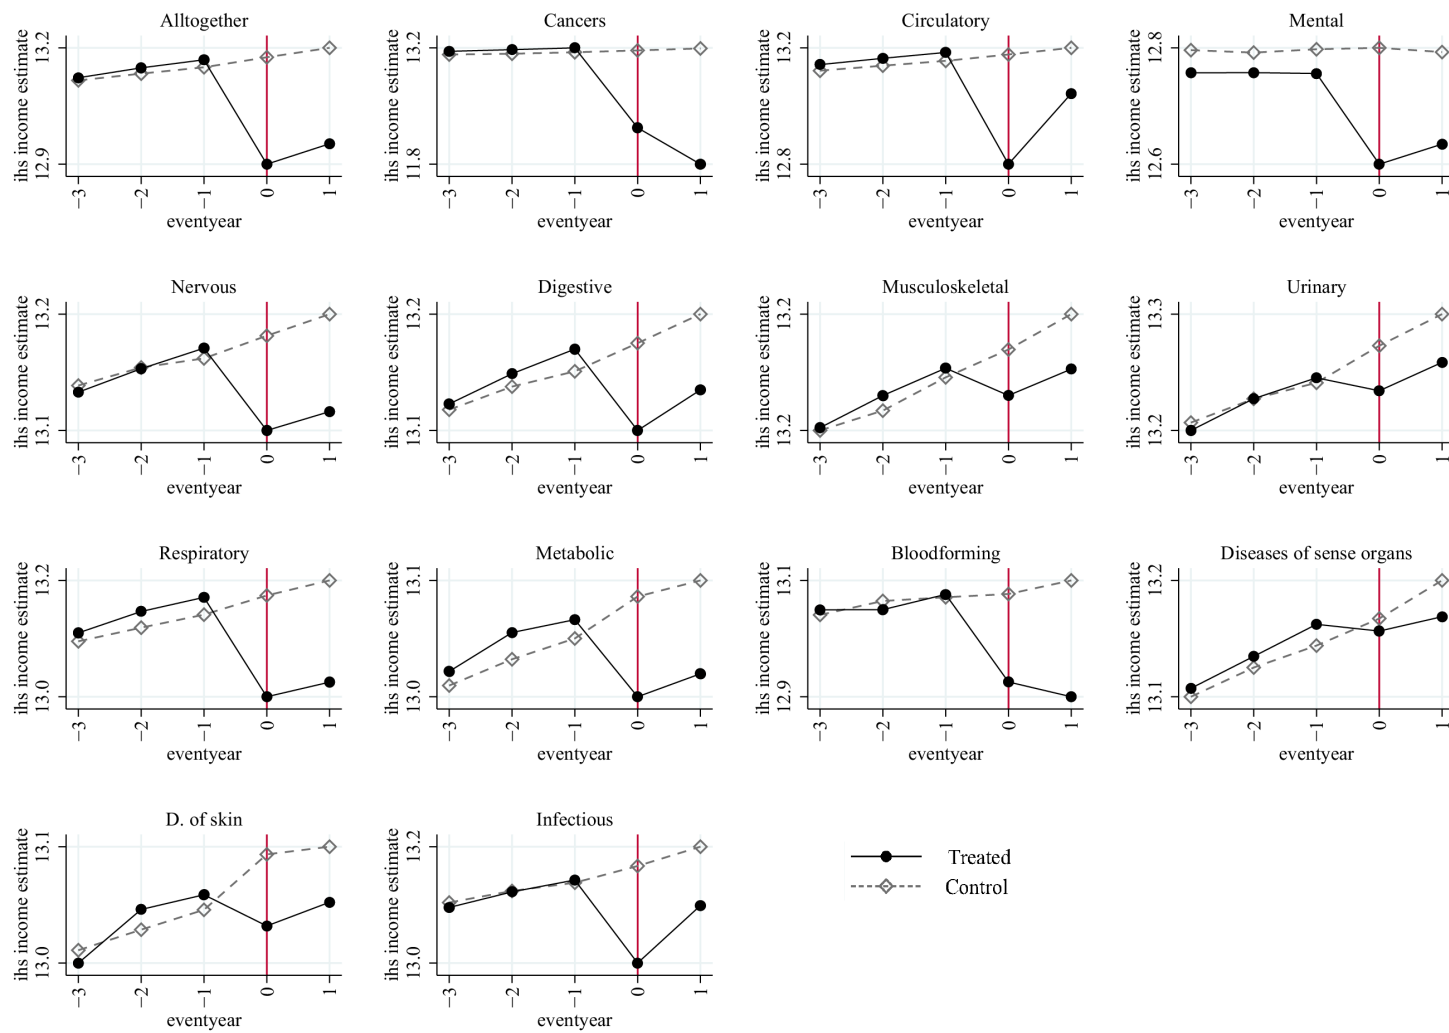 Alltogether
ihs income estimate
13.2
12.9
−3
−2
−1
0
1
eventyear
Cancers
ihs income estimate
13.2
11.8
−3
−2
−1
0
1
eventyear
Circulatory
ihs income estimate
13.2
12.8
−3
−2
−1
0
1
eventyear
Mental
ihs income estimate
12.8
12.6
−3
−2
−1
0
1
eventyear
Nervous
ihs income estimate
13.2
13.1
−3
−2
−1
0
1
eventyear
Digestive
ihs income estimate
13.2
13.1
−3
−2
−1
0
1
eventyear
Musculoskeletal
ihs income estimate
13.2
13.2
−3
−2
−1
0
1
eventyear
Urinary
ihs income estimate
13.3
13.2
−3
−2
−1
0
1
eventyear
Respiratory
ihs income estimate
13.2
13.0
−3
−2
−1
0
1
eventyear
Metabolic
ihs income estimate
13.1
13.0
−3
−2
−1
0
1
eventyear
Bloodforming
ihs income estimate
13.1
12.9
−3
−2
−1
0
1
eventyear
Diseases of sense organs
ihs income estimate
13.2
13.1
−3
−2
−1
0
1
eventyear
D. of skin
ihs income estimate
13.1
13.0
−3
−2
−1
0
1
eventyear
Infectious
ihs income estimate
13.2
13.0
−3
−2
−1
0
1
eventyear
Treated
Control